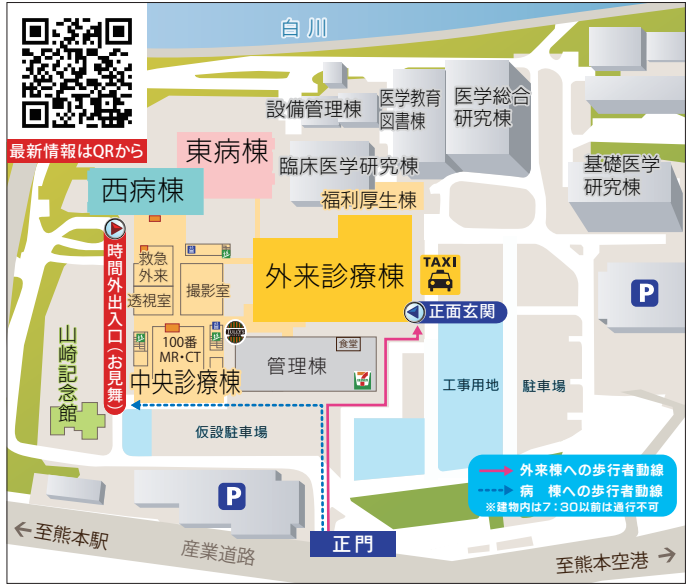 白川
最新情報はQRから
設備管理棟
医学教育
図書棟
医学総合
研究棟
東病棟
臨床医学研究棟
基礎医学
研究棟
西病棟
福利厚生棟
時間外出入口(お見舞)
救急
外来
透視室
撮影室
外来診療棟
TAXI
P
正面玄関
100番
MR・CT
TULLY'S
食堂
管理棟
7
中央診療棟
山崎記念館
工事用地
駐車場
仮設駐車場
外来棟への歩行者動線
病 棟への歩行者動線
※建物内は7:30以前は通行不可
P
正門
至熊本駅
産業道路
至熊本空港